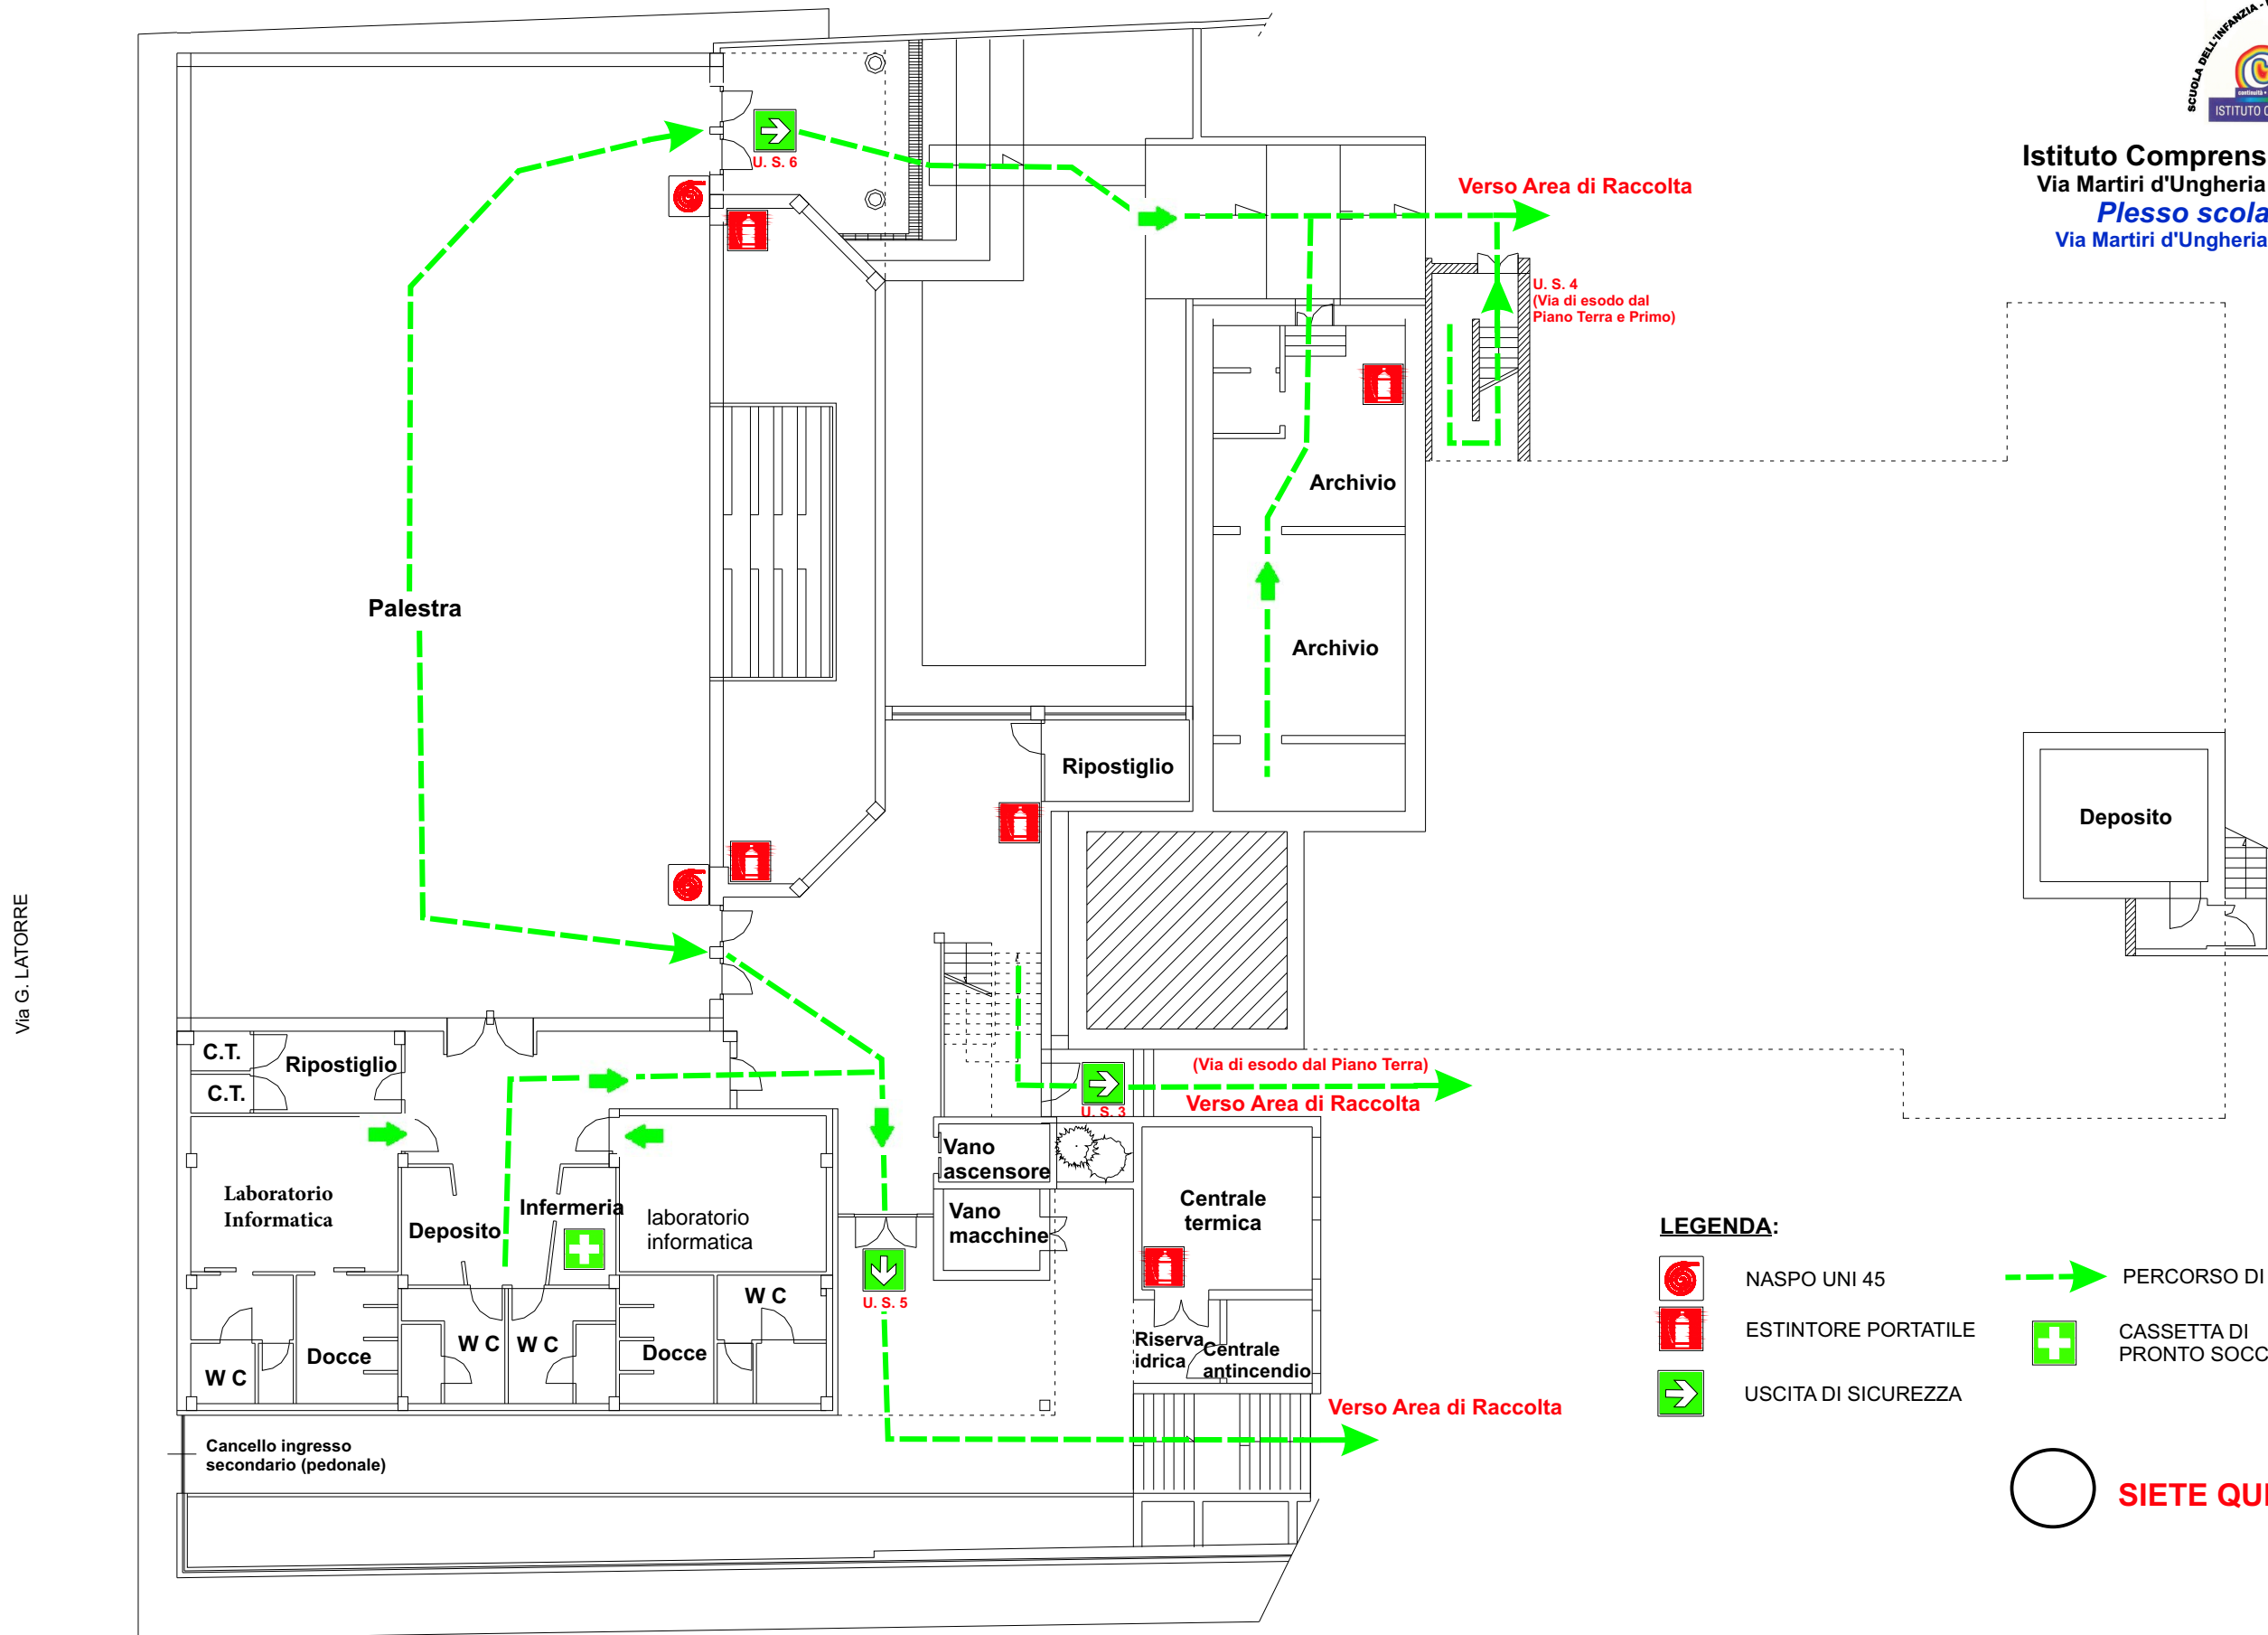 SCUOLA DELL'INFANZIA -
ISTITUTO
Istituto Comprens
Via Martiri d'Ungheria
Plesso scola
Via Martiri d'Ungheria
U. S. 6
Verso Area di Raccolta
U. S. 4
(Via di esodo dal
Piano Terra e Primo)
Archivio
Palestra
Archivio
Ripostiglio
Deposito
Via G. LATORRE
C.T.
Ripostiglio
C.T.
(Via di esodo dal Piano Terra)
Verso Area di Raccolta
U. S. 3
Vano
ascensore
Laboratorio
Informatica
Deposito
Infermeria
laboratorio
informatica
Vano
macchine
Centrale
termica
U. S. 5
W C
W C
W C
W C
Docce
Docce
Riserva
idrica
Centrale
antincendio
Verso Area di Raccolta
Cancello ingresso
secondario (pedonale)
LEGENDA:
NASPO UNI 45
ESTINTORE PORTATILE
USCITA DI SICUREZZA
PERCORSO DI
CASSETTA DI
PRONTO SOCC
SIETE QUI